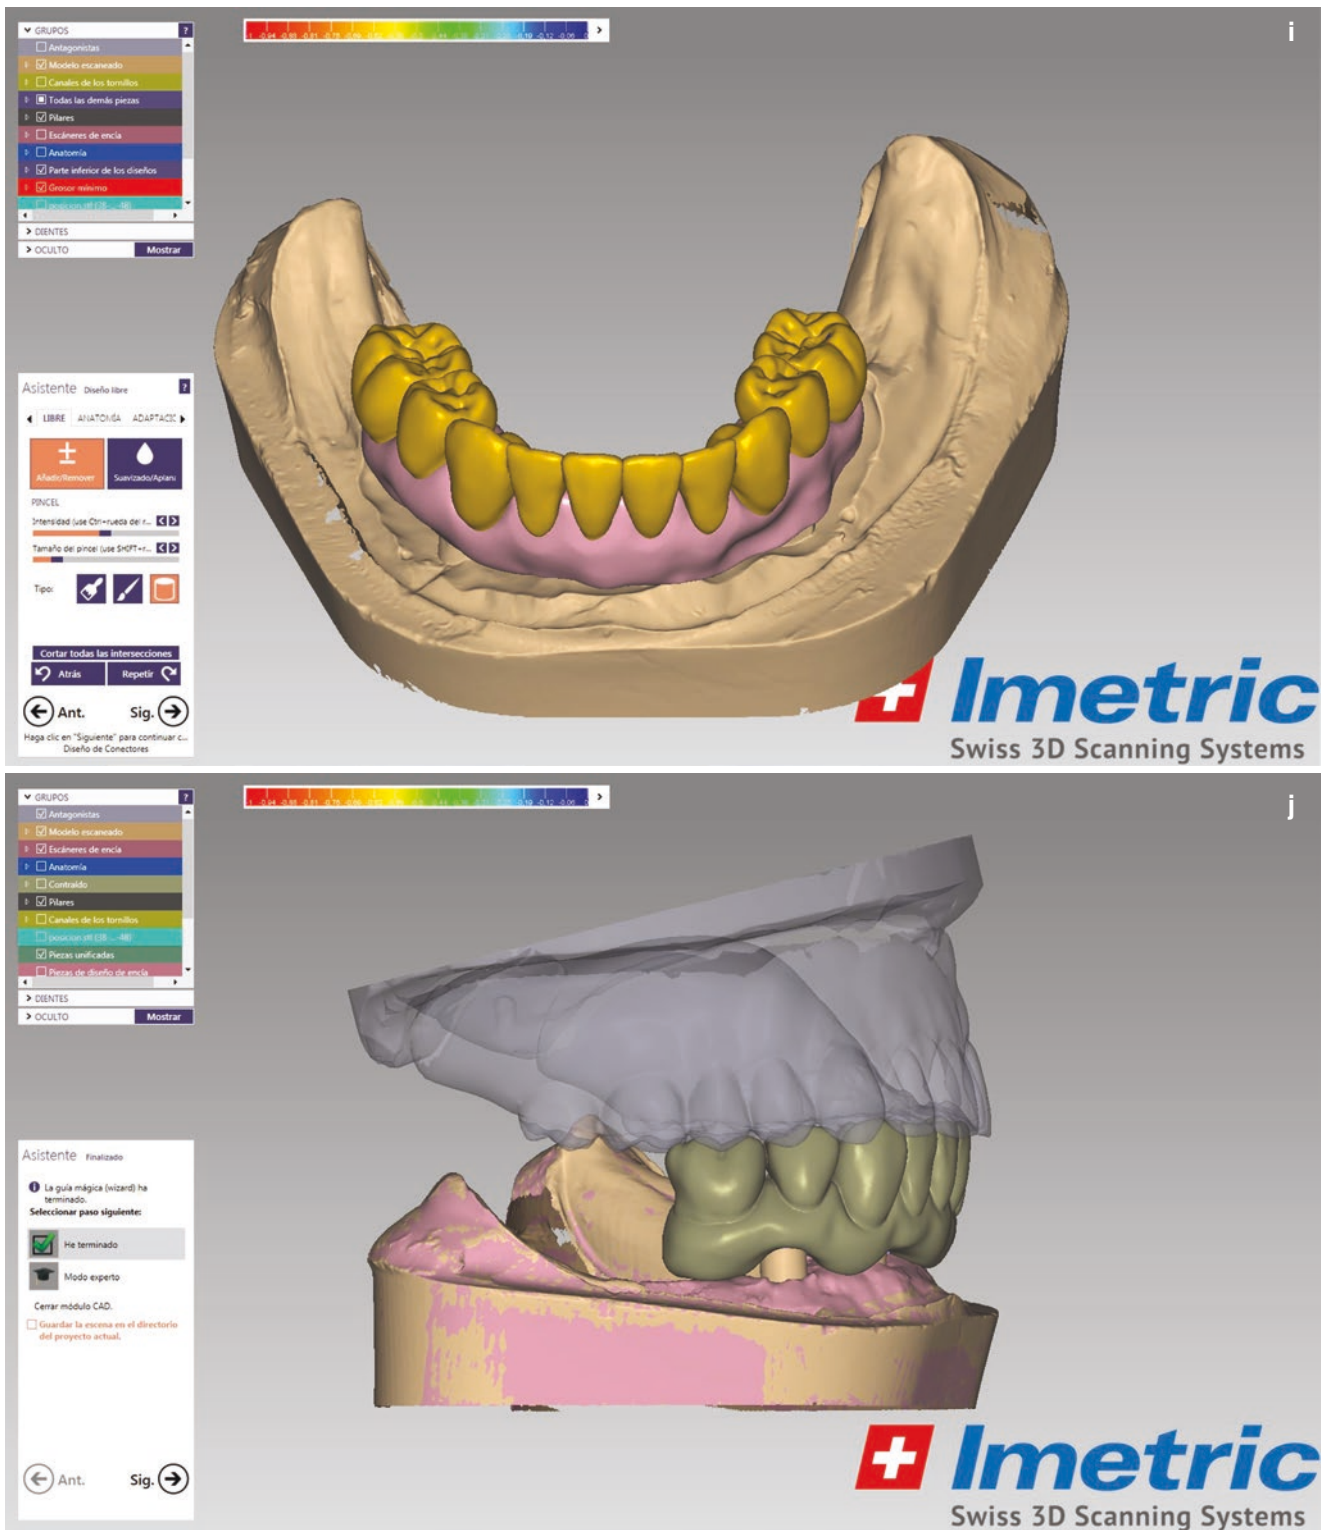 i
GRUPOS
?
Antagonistas
Modelo escaneado
Canales de los tornillos
Todas las demás piezas
Pilares
Escáneres de encía
Anatomía
Parte inferior de los diseños
Grosor mínimo
DIENTES
OCULTO
Mostrar
Asistente Diseño libre
?
LIBRE ANATOMÍA ADAPTACIC
Añadir/Remover
Suavizado/Aplan
PINCEL
Intensidad (use Ctrl+rueda del r...
Tamaño del pincel (use SHIFT+r...
Tipo:
Cortar todas las intersecciones
Atrás Repetir
Ant. Sig.
Haga clic en "Siguiente" para continuar c...
Diseño de Conectores
Imetric
Swiss 3D Scanning Systems
j
GRUPOS
?
Antagonistas
Modelo escaneado
Escáneres de encía
Anatomía
Contraído
Pilares
Canales de los tornillos
Piezas unificadas
Piezas de diseño de encía
DIENTES
OCULTO
Mostrar
Asistente Finalizado
La guía mágica (wizard) ha
terminado.
Seleccionar paso siguiente:
He terminado
Modo experto
Cerrar módulo CAD.
Guardar la escena en el directorio
del proyecto actual.
Ant. Sig.
Imetric
Swiss 3D Scanning Systems